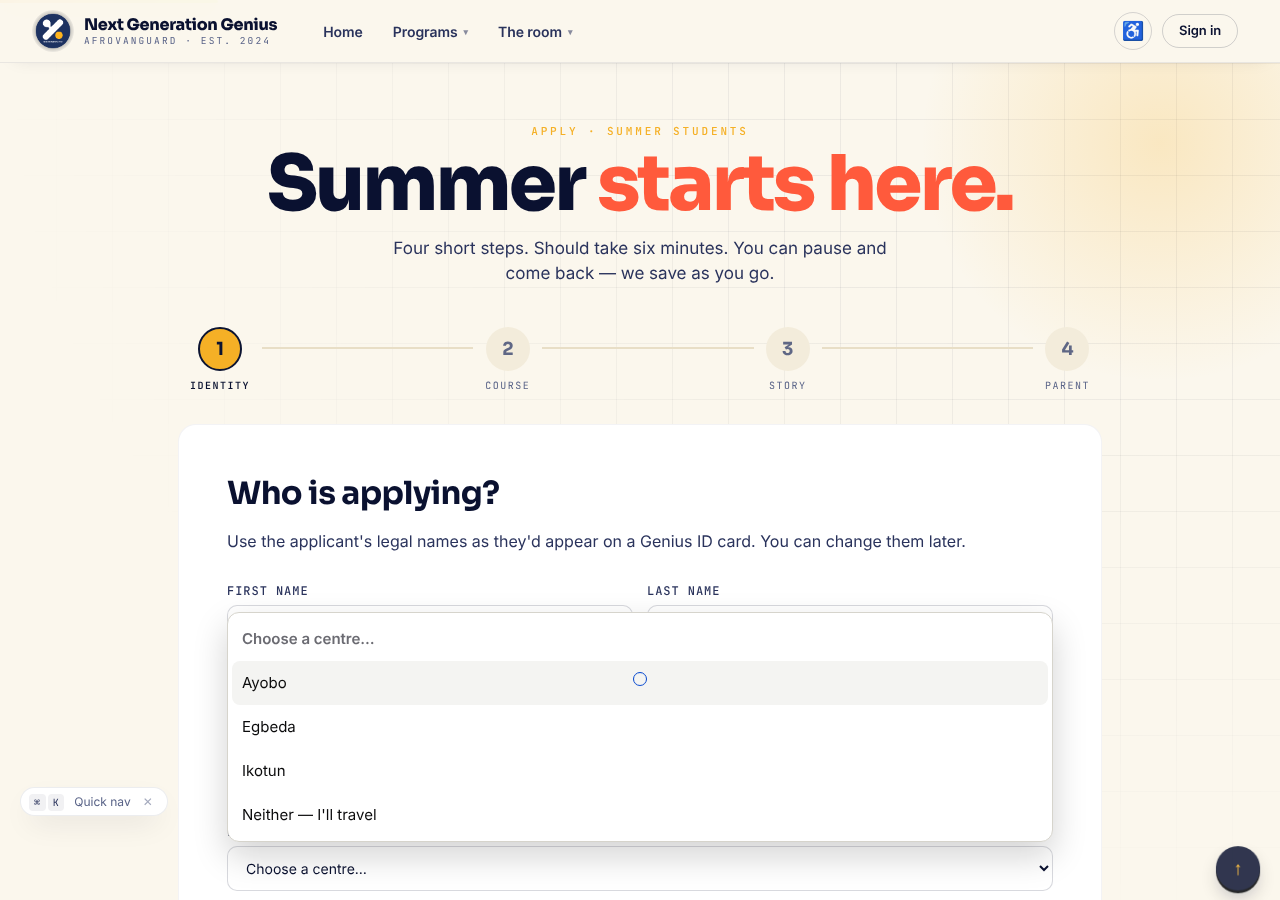 Next Generation Genius
AFROVANGUARD · EST. 2024
Home
Programs ▾
The room ▾
Sign in
APPLY · SUMMER STUDENTS
Summer starts here.
Four short steps. Should take six minutes. You can pause and
come back — we save as you go.
1
2
3
4
IDENTITY
COURSE
STORY
PARENT
Who is applying?
Use the applicant's legal names as they'd appear on a Genius ID card. You can change them later.
FIRST NAME
LAST NAME
Choose a centre...
Ayobo
Egbeda
Ikotun
Neither — I'll travel
⌘ K Quick nav ×
Choose a centre...
↑